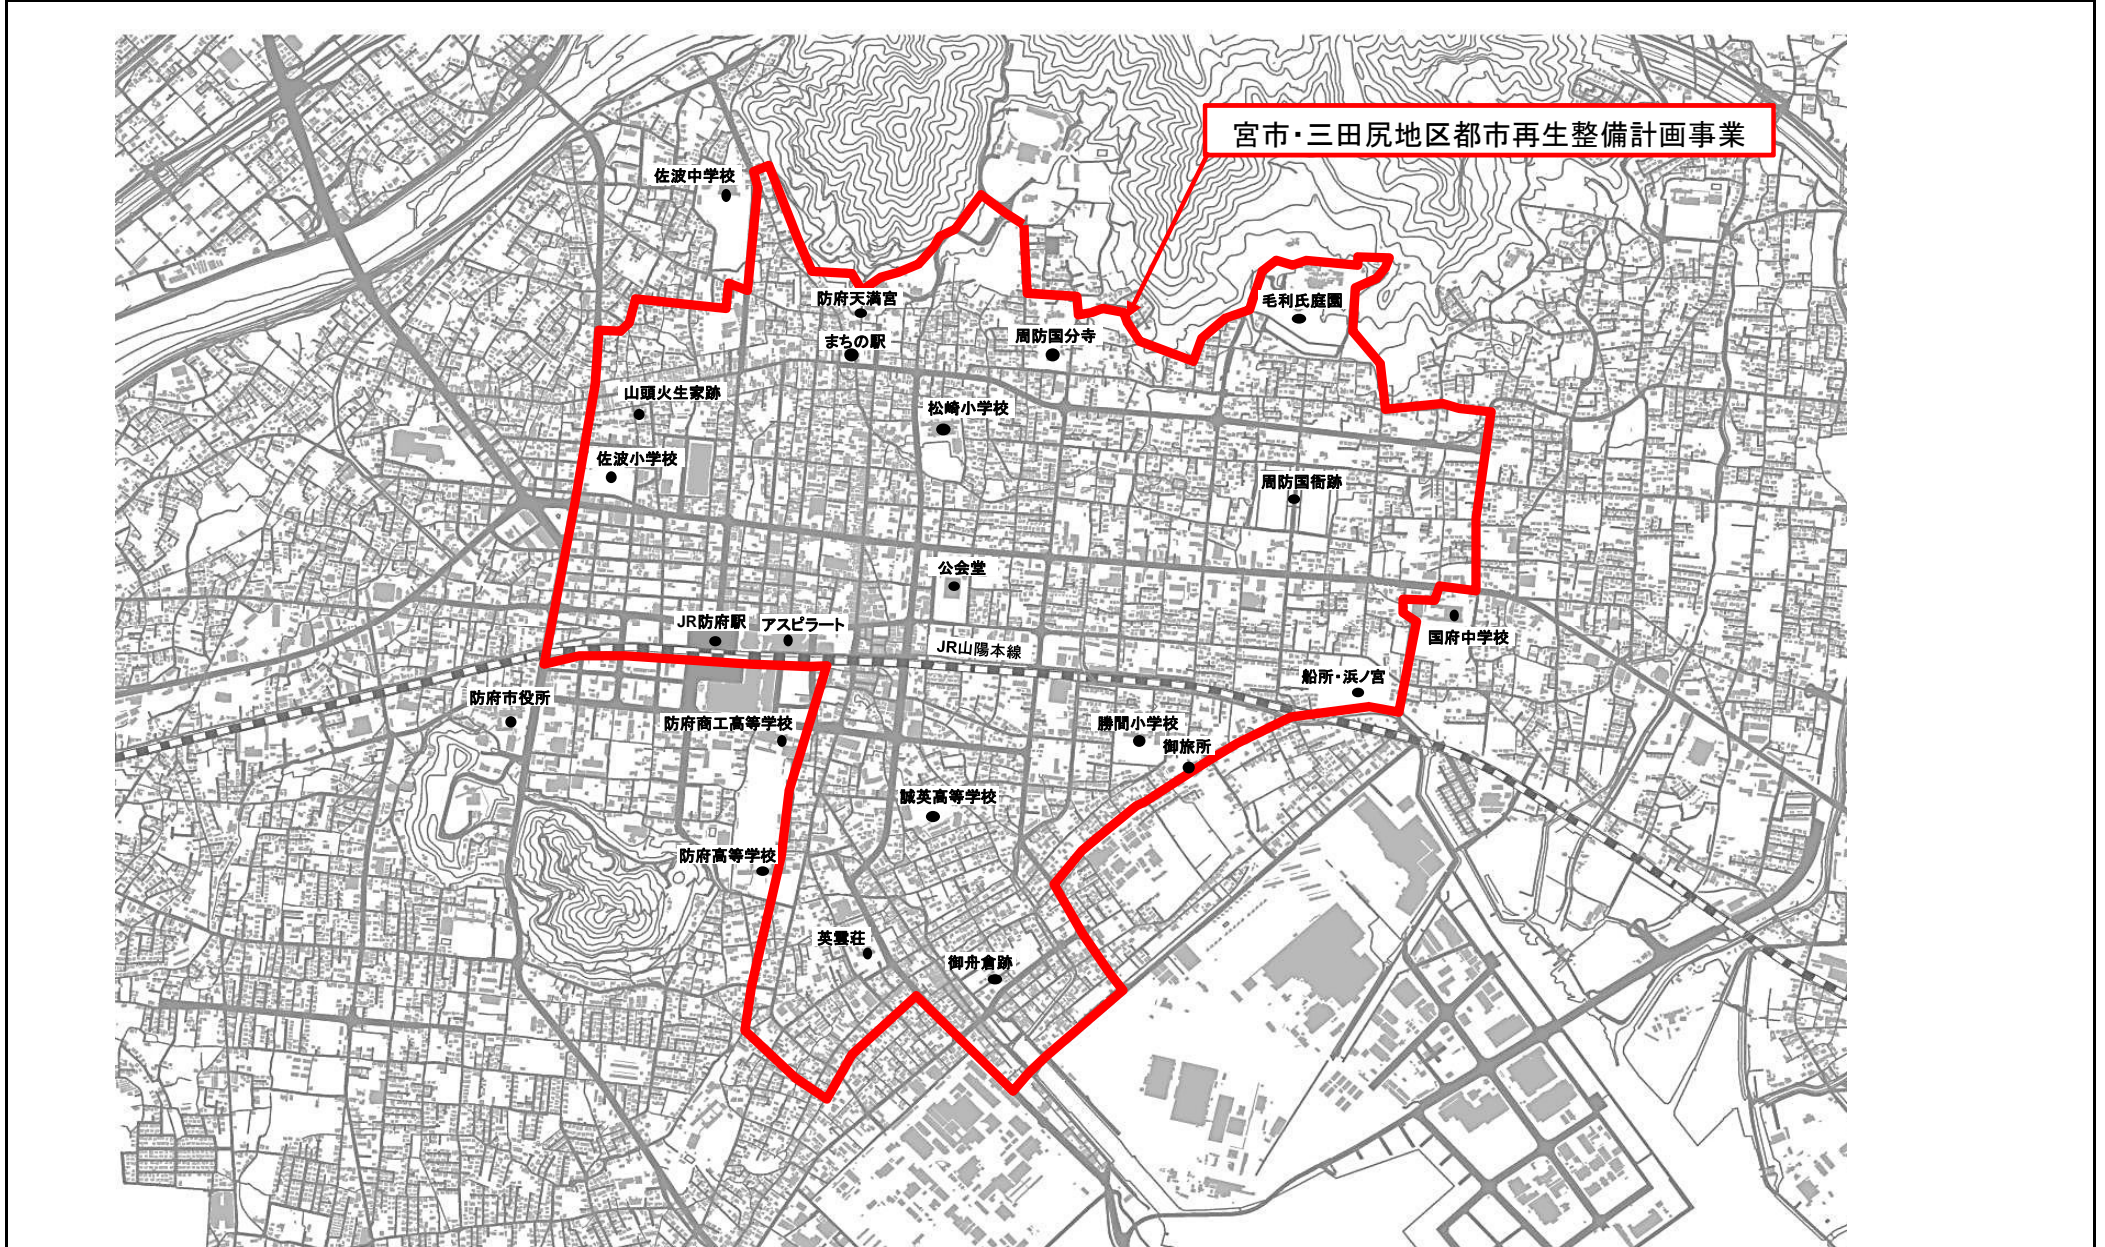 宮市・三田尻地区都市再生整備計画事業
佐波中学校
防府天満宮
毛利氏庭園
まちの駅
周防国分寺
山頭火生家跡
松崎小学校
佐波小学校
周防国衙跡
公会堂
JR防府駅
アスピラート
国府中学校
JR山陽本線
船所・浜ノ宮
防府市役所
防府商工高等学校
勝間小学校
御旅所
誠英高等学校
防府高等学校
英雲荘
御舟倉跡